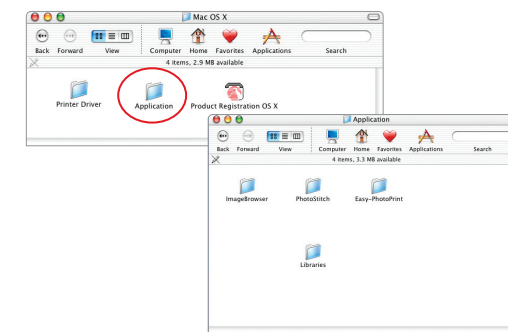 Mac OS X
Back Forward View Computer Home Favorites Applications Search
4 items, 2.9 MB available
Printer Driver Application Product Registration OS X
Application
Back Forward View Computer Home Favorites Applications Search
4 items, 3.3 MB available
ImageBrowser PhotoStitch Easy-PhotoPrint
Libraries